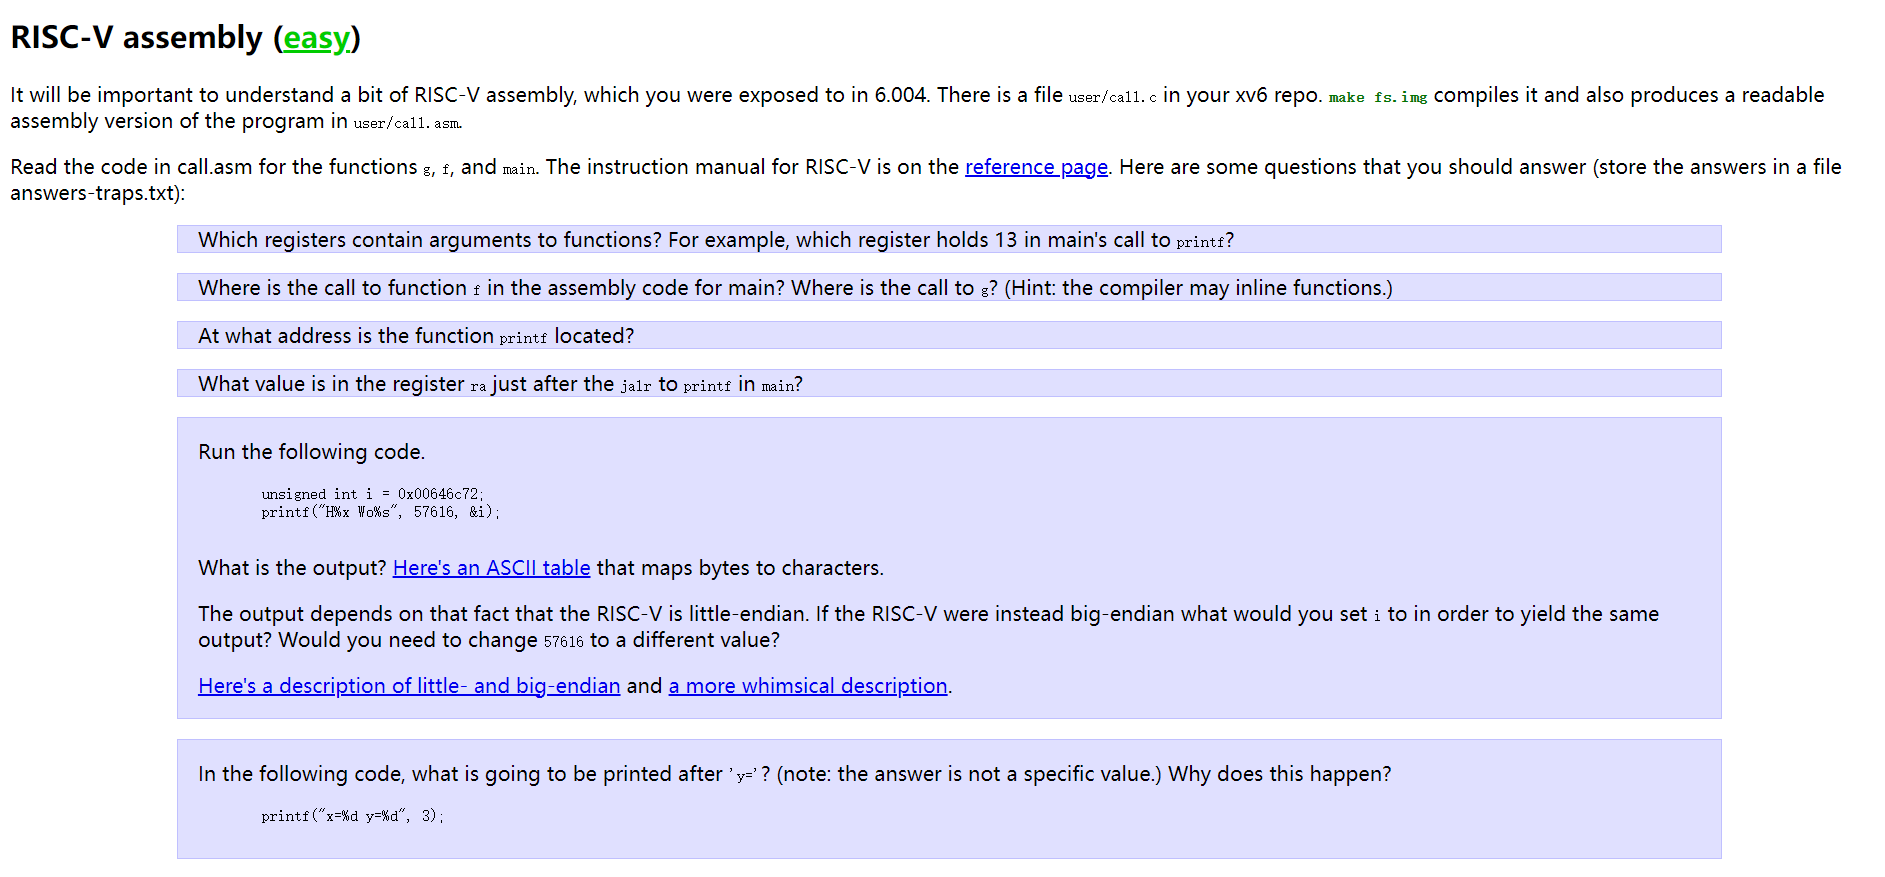 RISC-V assembly (easy)
It will be important to understand a bit of RISC-V assembly, which you were exposed to in 6.004. There is a file user/call.c in your xv6 repo. make fs.img compiles it and also produces a readable
assembly version of the program in user/call.asm.
Read the code in call.asm for the functions g, f, and main. The instruction manual for RISC-V is on the reference page. Here are some questions that you should answer (store the answers in a file
answers-traps.txt):
Which registers contain arguments to functions? For example, which register holds 13 in main's call to printf?
Where is the call to function f in the assembly code for main? Where is the call to g? (Hint: the compiler may inline functions.)
At what address is the function printf located?
What value is in the register ra just after the jalr to printf in main?
Run the following code.
unsigned int i = 0x00646c72;
printf("H%x Wo%s", 57616, &i);
What is the output? Here's an ASCII table that maps bytes to characters.
The output depends on that fact that the RISC-V is little-endian. If the RISC-V were instead big-endian what would you set i to in order to yield the same
output? Would you need to change 57616 to a different value?
Here's a description of little- and big-endian and a more whimsical description.
In the following code, what is going to be printed after 'y='? (note: the answer is not a specific value.) Why does this happen?
printf("x=%d y=%d", 3);